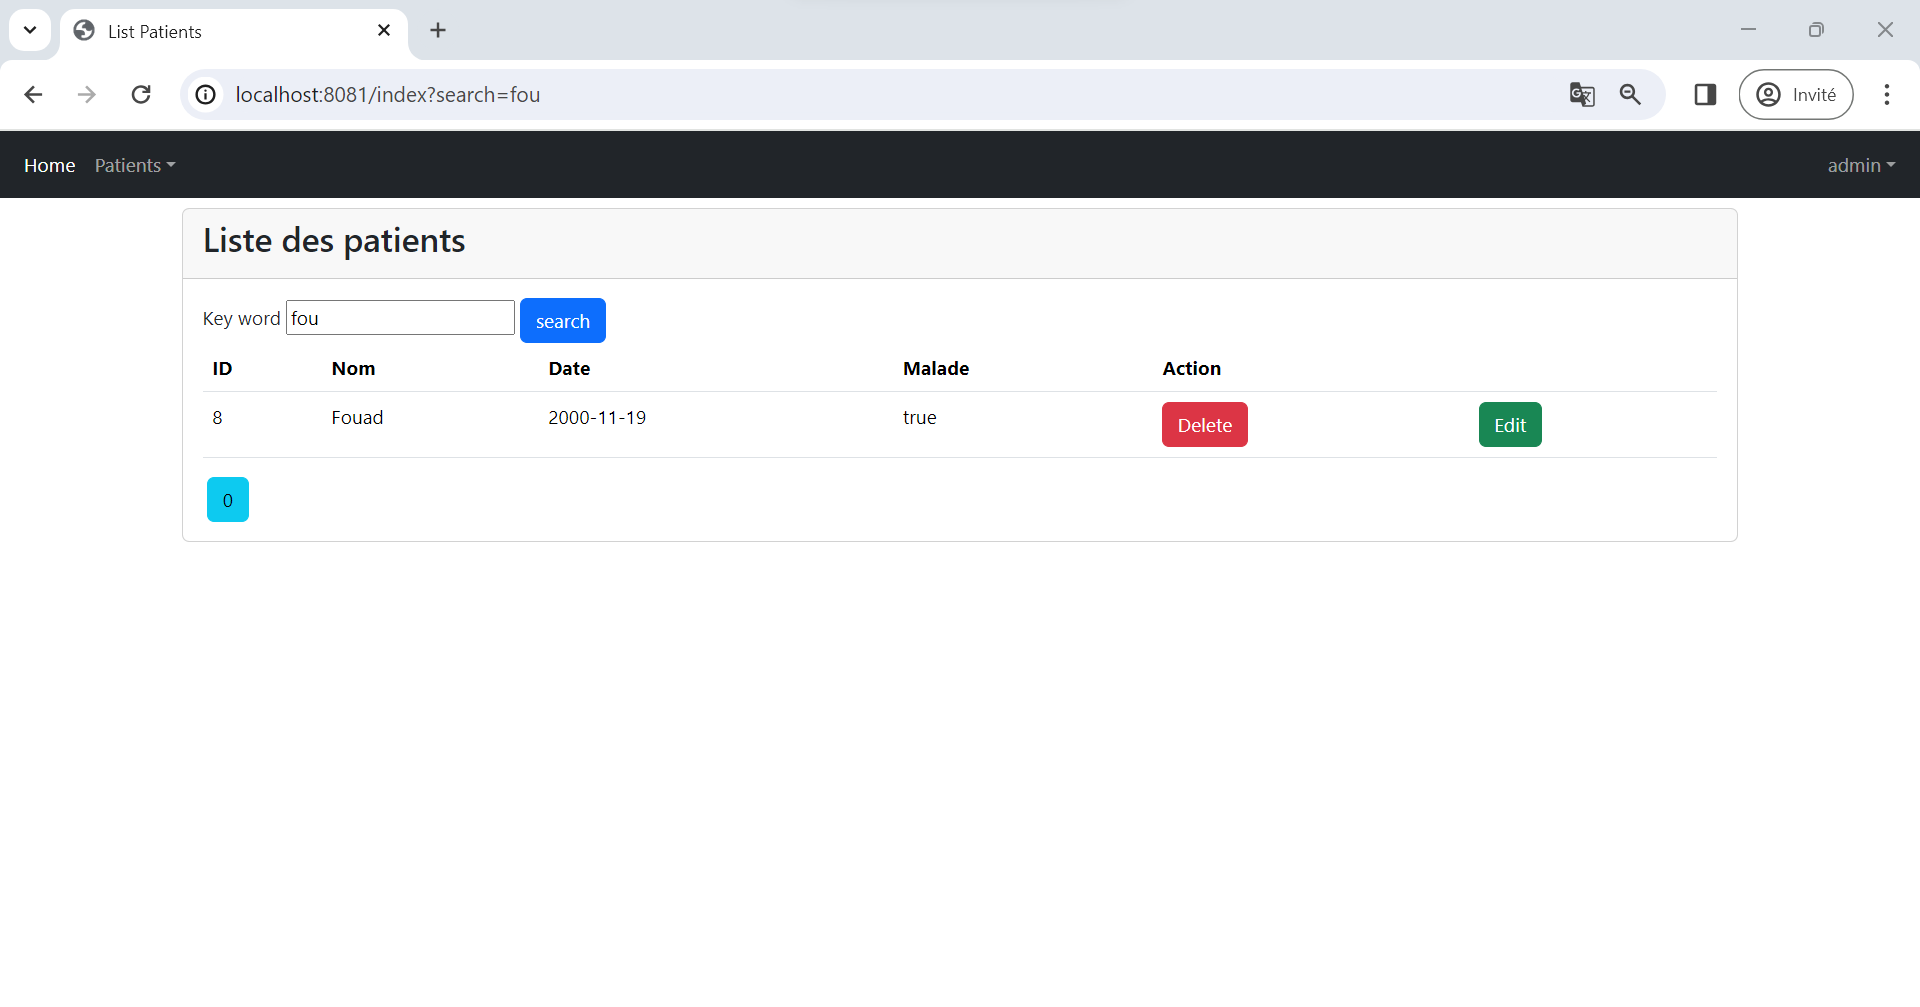 List Patients
localhost:8081/index?search=fou
Invité
Home Patients admin
Liste des patients
Key word fou search
ID Nom Date Malade Action
8 Fouad 2000-11-19 true Delete Edit
0